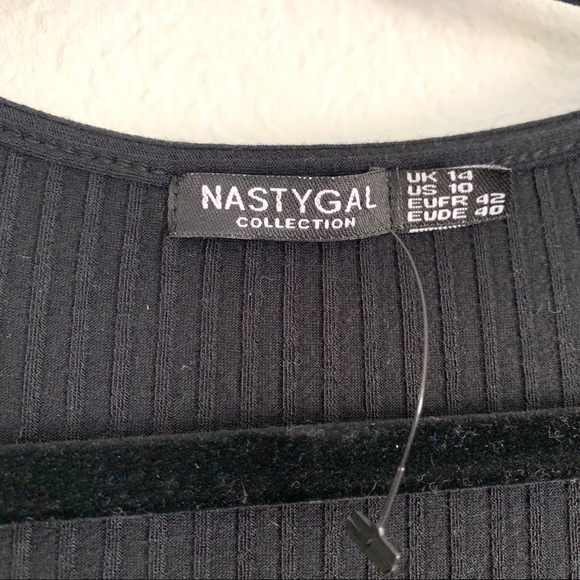 NASTYGAL
COLLECTION
UK 14
US 10
EUFR 42
EUDE 40